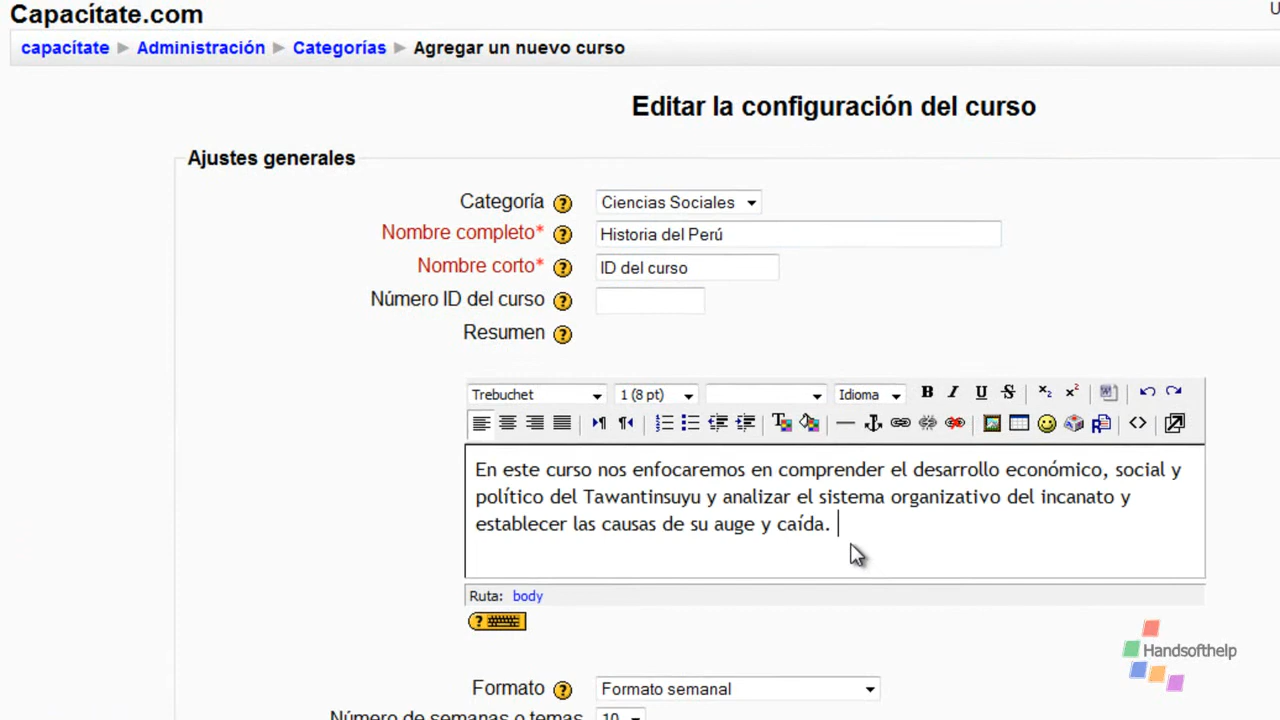 Capacítate.com
capacítate ► Administración ► Categorías ► Agregar un nuevo curso
Editar la configuración del curso
Ajustes generales
Categoría ? Ciencias Sociales
Nombre completo* ? Historia del Perú
Nombre corto* ? ID del curso
Número ID del curso ?
Resumen ?
Trebuchet 1 (8 pt) Idioma B I U S x₂ x²
En este curso nos enfocaremos en comprender el desarrollo económico, social y
político del Tawantinsuyu y analizar el sistema organizativo del incanato y
establecer las causas de su auge y caída.
Ruta: body
?
Handsofthelp
Formato ? Formato semanal
Número de semanas o temas 10